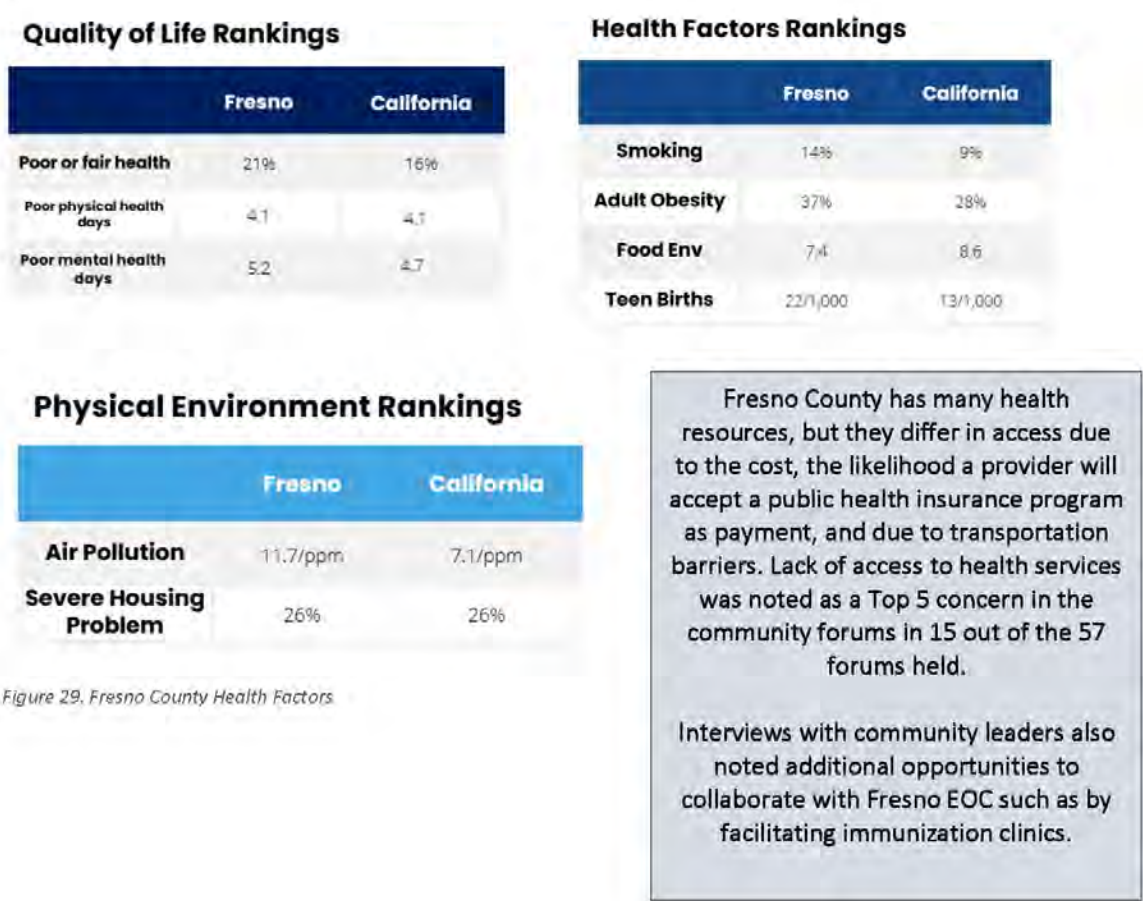 Quality of Life Rankings
Fresno California
Poor or fair health 21% 16%
Poor physical health
days 4.1 4.1
Poor mental health
days 5.2 4.7
Health Factors Rankings
Fresno California
Smoking 14% 9%
Adult Obesity 37% 28%
Food Env 7.4 8.6
Teen Births 22/1,000 13/1,000
Physical Environment Rankings
Fresno California
Air Pollution 11.7/ppm 7.1/ppm
Severe Housing
Problem 26% 26%
Figure 29. Fresno County Health Factors
Fresno County has many health
resources, but they differ in access due
to the cost, the likelihood a provider will
accept a public health insurance program
as payment, and due to transportation
barriers. Lack of access to health services
was noted as a Top 5 concern in the
community forums in 15 out of the 57
forums held.
Interviews with community leaders also
noted additional opportunities to
collaborate with Fresno EOC such as by
facilitating immunization clinics.